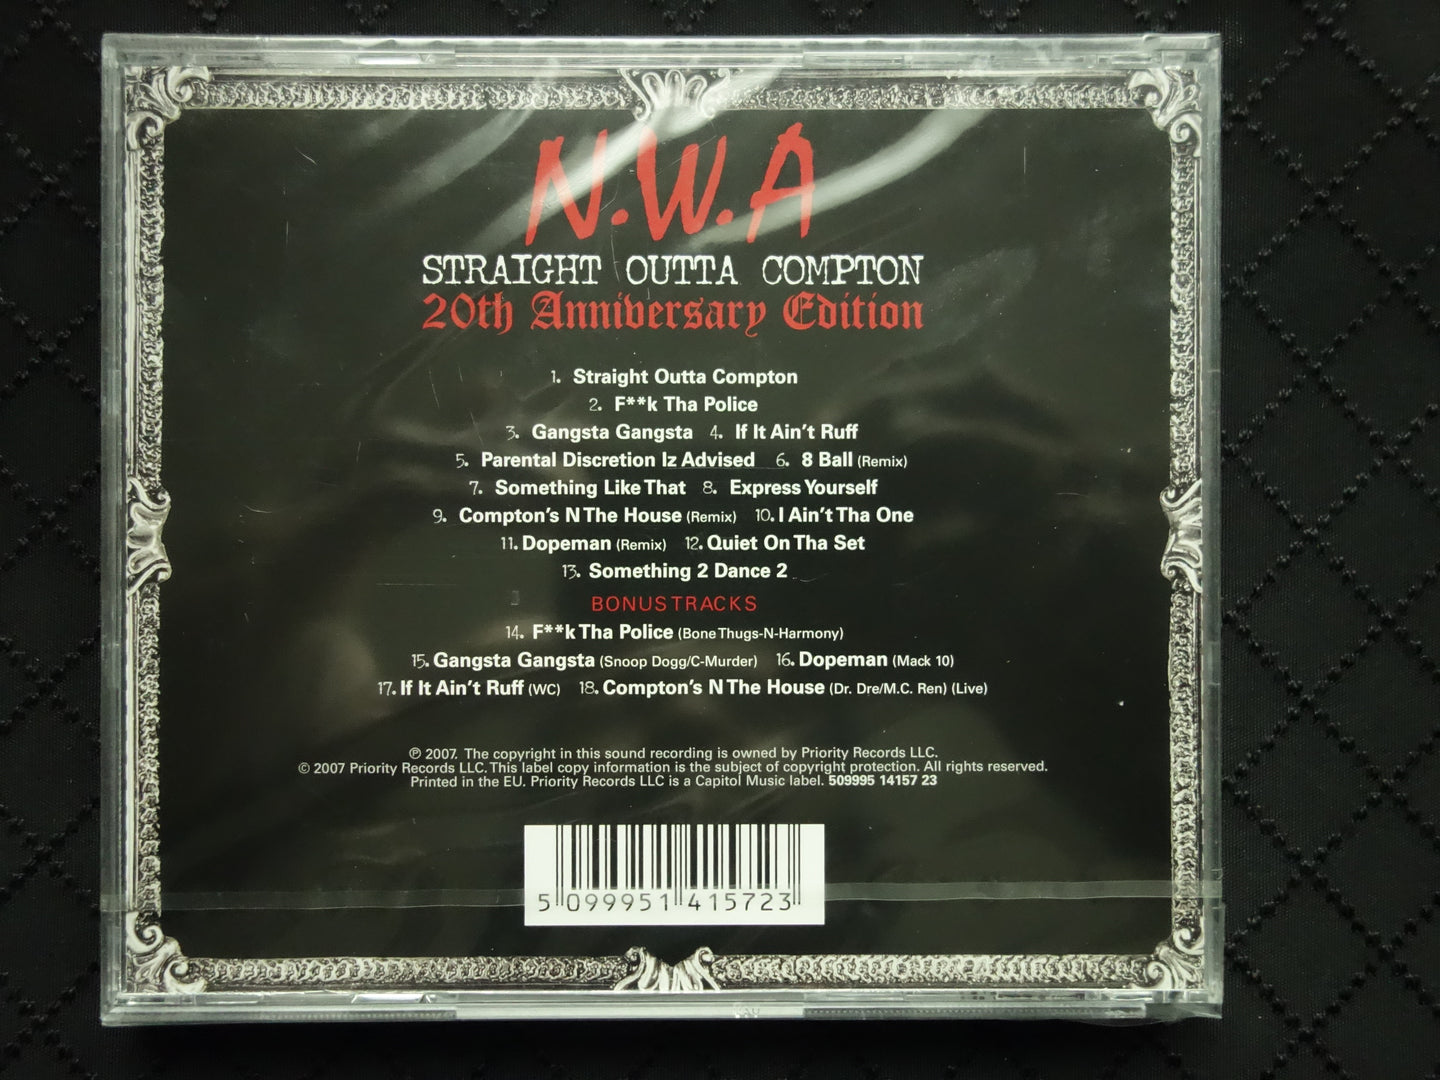 N.W.A
STRAIGHT OUTTA COMPTON
20th Anniversary Edition
1. Straight Outta Compton
2. F**k Tha Police
3. Gangsta Gangsta 4. If It Ain't Ruff
5. Parental Discretion Iz Advised 6. 8 Ball (Remix)
7. Something Like That 8. Express Yourself
9. Compton's N The House (Remix) 10. I Ain't Tha One
11. Dopeman (Remix) 12. Quiet On Tha Set
13. Something 2 Dance 2
BONUS TRACKS
14. F**k Tha Police (Bone Thugs-N-Harmony)
15. Gangsta Gangsta (Snoop Dogg/C-Murder) 16. Dopeman (Mack 10)
17. If It Ain't Ruff (WC) 18. Compton's N The House (Dr. Dre/M.C. Ren) (Live)
℗ 2007. The copyright in this sound recording is owned by Priority Records LLC.
© 2007 Priority Records LLC. This label copy information is the subject of copyright protection. All rights reserved.
Printed in the EU. Priority Records LLC is a Capitol Music label. 509995 14157 23
5 099951 415723